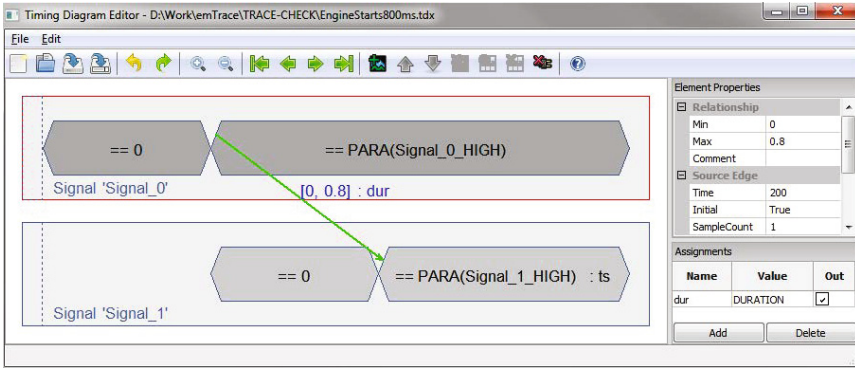 Timing Diagram Editor - D:\Work\emTrace\TRACE-CHECK\EngineStarts800ms.tdx
File Edit
== 0
== PARA(Signal_0_HIGH)
Signal 'Signal_0'
[0, 0.8] : dur
== 0
== PARA(Signal_1_HIGH) : ts
Signal 'Signal_1'
Element Properties
Relationship
Min 0
Max 0.8
Comment
Source Edge
Time 200
Initial True
SampleCount 1
Assignments
Name Value Out
dur DURATION
Add Delete